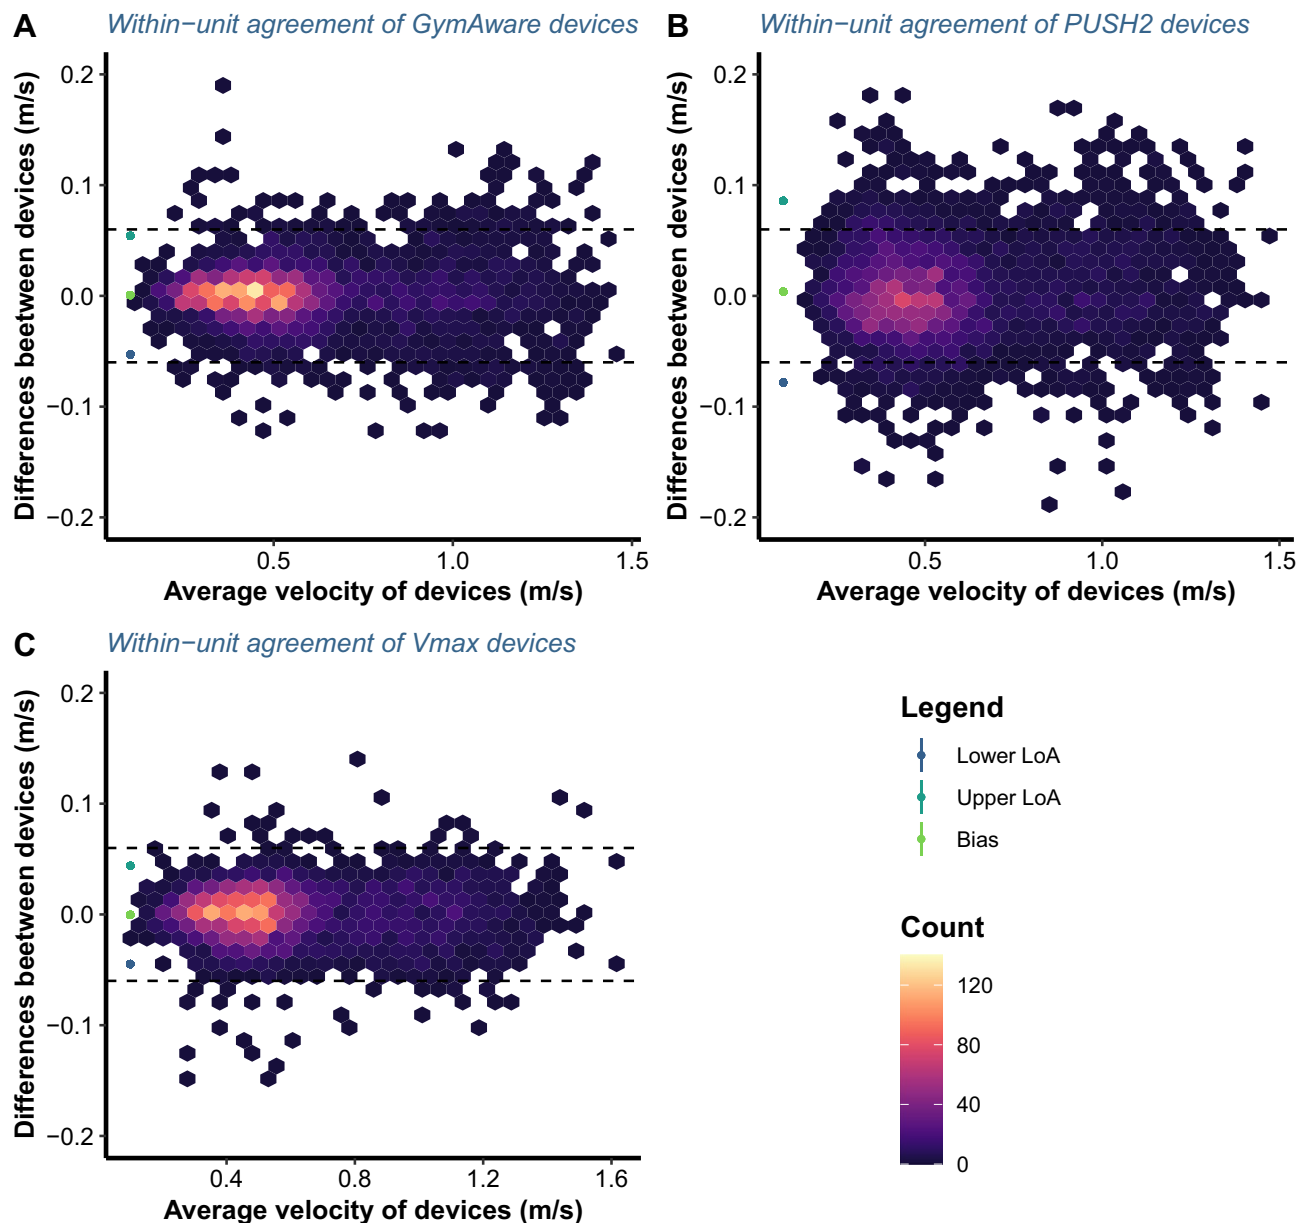 A
Within−unit agreement of GymAware devices
Differences beetween devices (m/s)
0.2
0.1
0.0
−0.1
−0.2
0.5
1.0
1.5
Average velocity of devices (m/s)
B
Within−unit agreement of PUSH2 devices
Differences beetween devices (m/s)
0.2
0.1
0.0
−0.1
−0.2
0.5
1.0
1.5
Average velocity of devices (m/s)
C
Within−unit agreement of Vmax devices
Differences beetween devices (m/s)
0.2
0.1
0.0
−0.1
−0.2
0.4
0.8
1.2
1.6
Average velocity of devices (m/s)
Legend
Lower LoA
Upper LoA
Bias
Count
120
80
40
0